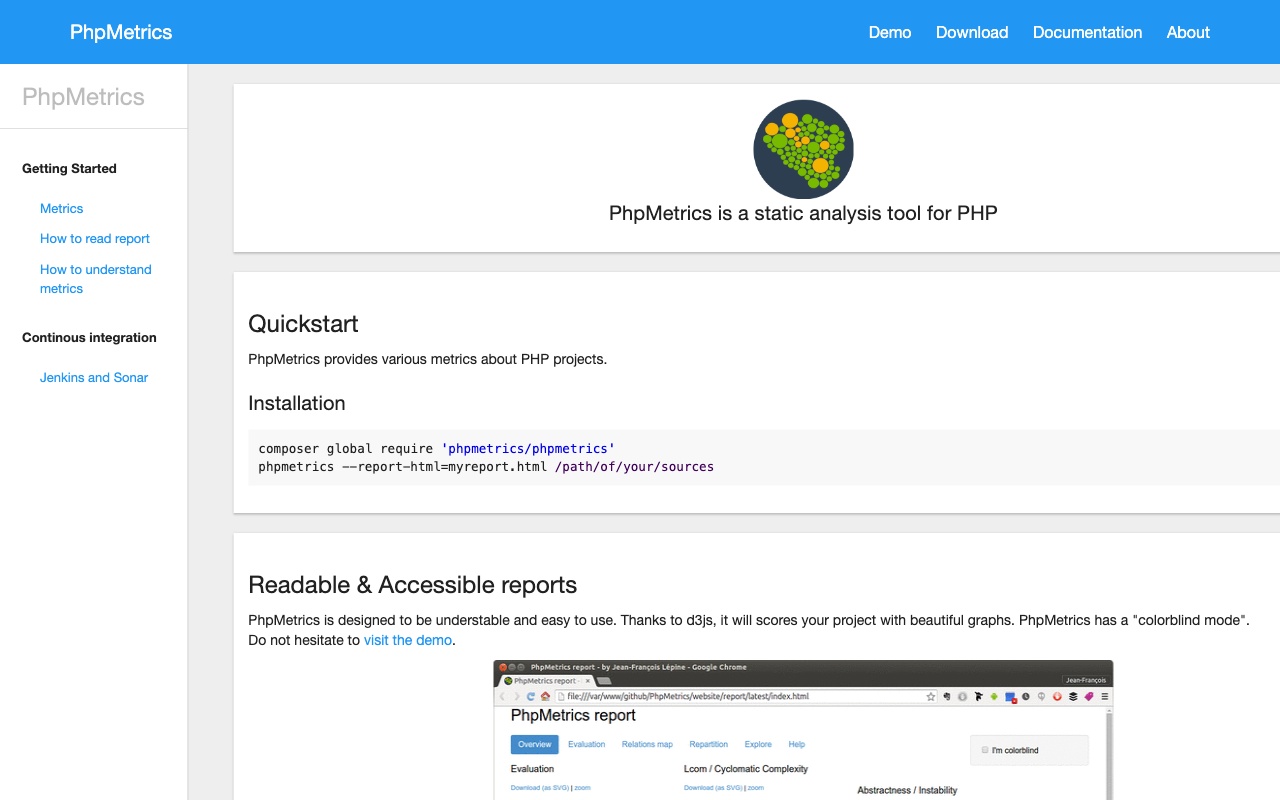 PhpMetrics
Demo Download Documentation About
PhpMetrics
Getting Started
Metrics
How to read report
How to understand
metrics
Continous integration
Jenkins and Sonar
PhpMetrics is a static analysis tool for PHP
Quickstart
PhpMetrics provides various metrics about PHP projects.
Installation
composer global require 'phpmetrics/phpmetrics'
phpmetrics --report-html=myreport.html /path/of/your/sources
Readable & Accessible reports
PhpMetrics is designed to be understable and easy to use. Thanks to d3js, it will scores your project with beautiful graphs. PhpMetrics has a "colorblind mode".
Do not hesitate to visit the demo.
PhpMetrics report - by Jean-François Lépine - Google Chrome
PhpMetrics report - Jean-François
file:///var/www/github/PhpMetrics/website/report/latest/index.html
PhpMetrics report
Overview Evaluation Relations map Repartition Explore Help
I'm colorblind
Evaluation Lcom / Cyclomatic Complexity
Download (as SVG) | zoom Download (as SVG) | zoom
Abstractness / Instability